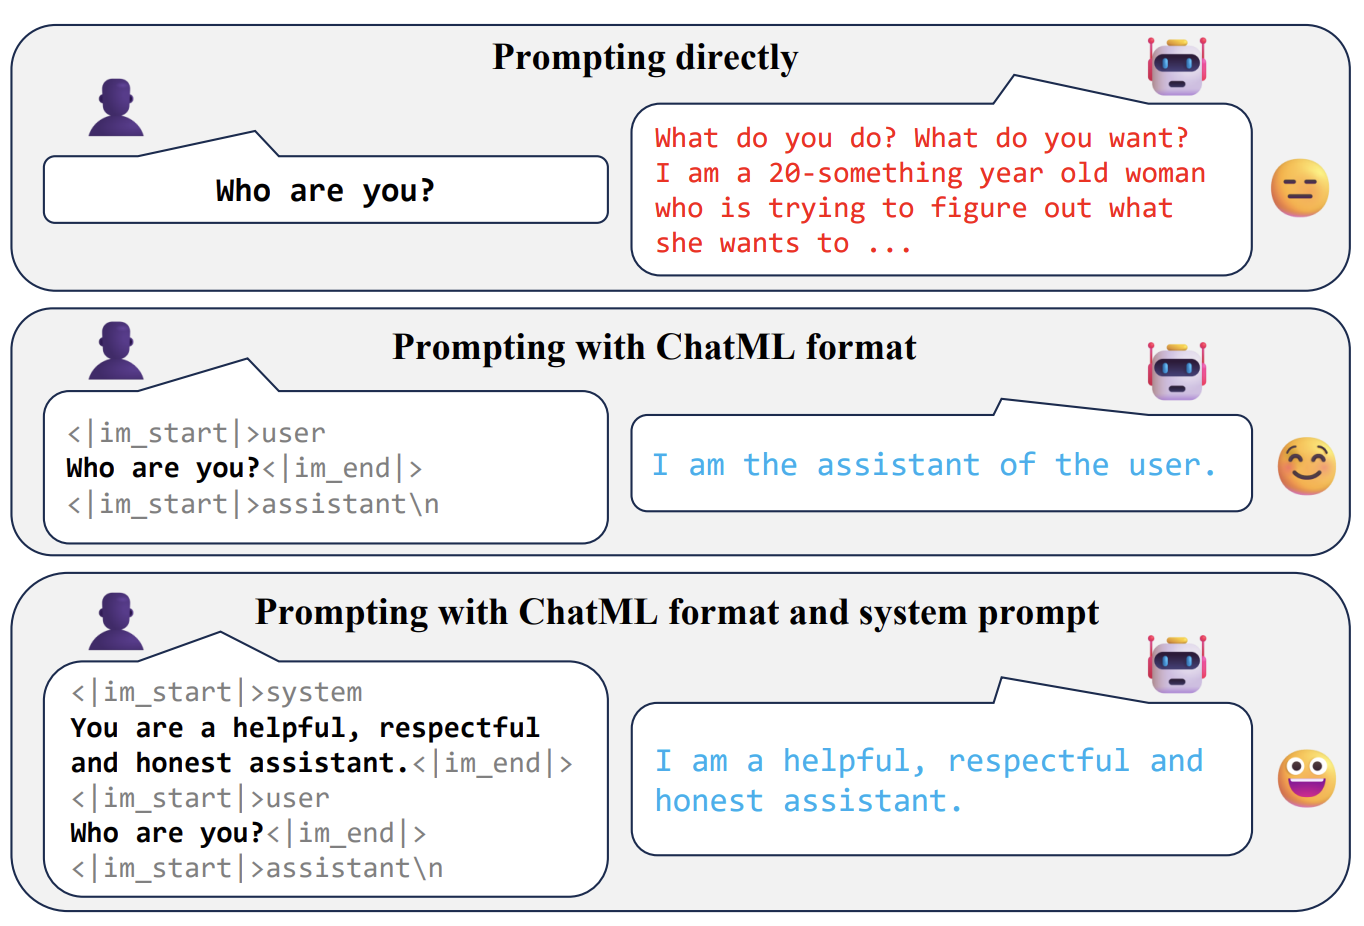 Prompting directly
Who are you?
What do you do? What do you want?
I am a 20-something year old woman
who is trying to figure out what
she wants to ...
Prompting with ChatML format
<|im_start|>user
Who are you?<|im_end|>
<|im_start|>assistant\n
I am the assistant of the user.
Prompting with ChatML format and system prompt
<|im_start|>system
You are a helpful, respectful
and honest assistant.<|im_end|>
<|im_start|>user
Who are you?<|im_end|>
<|im_start|>assistant\n
I am a helpful, respectful and
honest assistant.